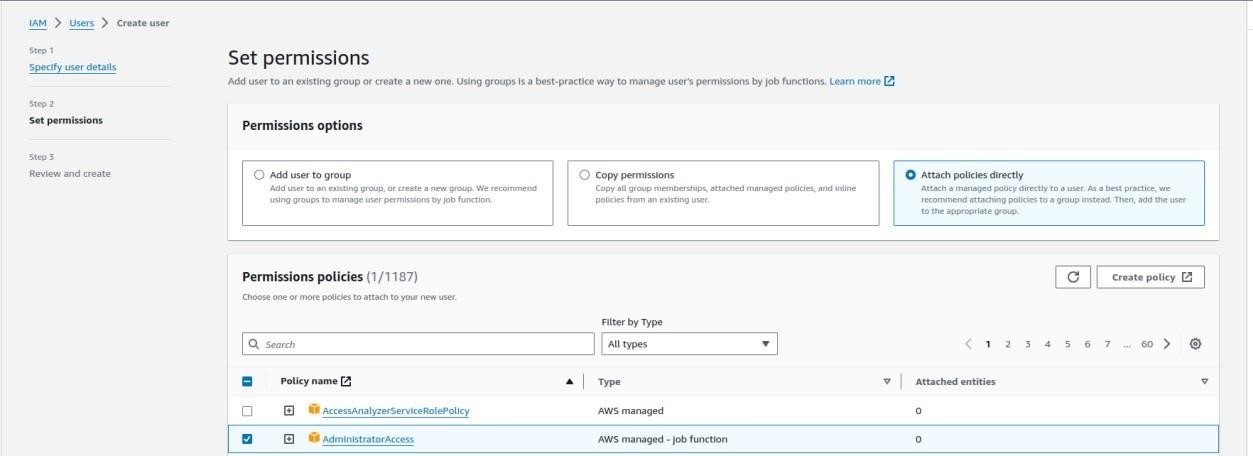 IAM > Users > Create user
Step 1
Specify user details
Step 2
Set permissions
Step 3
Review and create
Set permissions
Add user to an existing group or create a new one. Using groups is a best-practice way to manage user's permissions by job functions. Learn more
Permissions options
Add user to group
Add user to an existing group, or create a new group. We recommend
using groups to manage user permissions by job function.
Copy permissions
Copy all group memberships, attached managed policies, and inline
policies from an existing user.
Attach policies directly
Attach a managed policy directly to a user. As a best practice, we
recommend attaching policies to a group instead. Then, add the user
to the appropriate group.
Permissions policies (1/1187)
Create policy
Choose one or more policies to attach to your new user.
Filter by Type
Search
All types
1 2 3 4 5 6 7 ... 60
Policy name Type Attached entities
AccessAnalyzerServiceRolePolicy AWS managed 0
AdministratorAccess AWS managed - job function 0